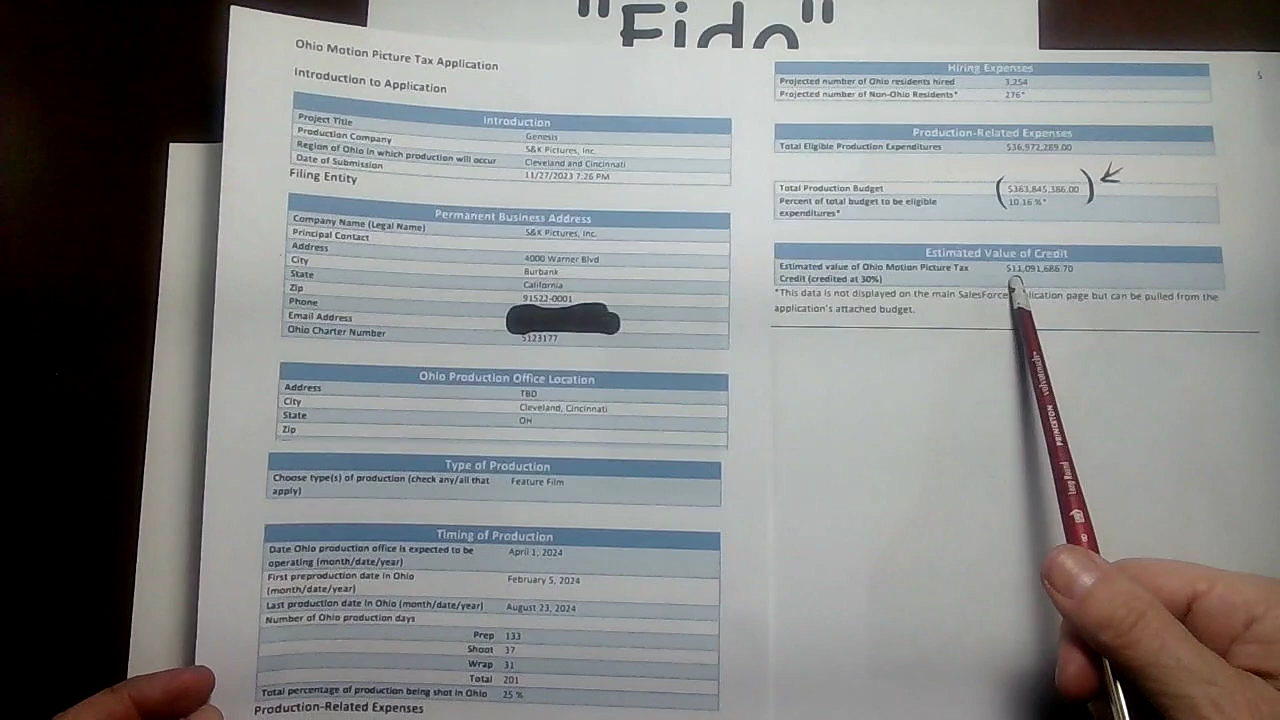 "Fido"
Ohio Motion Picture Tax Application
Introduction to Application
Introduction
Project Title Genesis
Production Company S&K Pictures, Inc.
Region of Ohio in which production will occur Cleveland and Cincinnati
Date of Submission 11/27/2023 7:26 PM
Filing Entity
Permanent Business Address
Company Name (Legal Name) S&K Pictures, Inc.
Principal Contact
Address 4000 Warner Blvd
City Burbank
State California
Zip 91522-0001
Phone
Email Address
Ohio Charter Number 5123177
Ohio Production Office Location
Address TBD
City Cleveland, Cincinnati
State OH
Zip
Type of Production
Choose type(s) of production (check any/all that Feature Film
apply)
Timing of Production
Date Ohio production office is expected to be April 1, 2024
operating (month/date/year)
First preproduction date in Ohio February 5, 2024
(month/date/year)
Last production date in Ohio (month/date/year) August 23, 2024
Number of Ohio production days
Prep 133
Shoot 37
Wrap 31
Total 201
Total percentage of production being shot in Ohio 25 %
Production-Related Expenses
5
Hiring Expenses
Projected number of Ohio residents hired 3,254
Projected number of Non-Ohio Residents* 276*
Production-Related Expenses
Total Eligible Production Expenditures $36,972,289.00
Total Production Budget $363,845,386.00
Percent of total budget to be eligible 10.16 %*
expenditures*
Estimated Value of Credit
Estimated value of Ohio Motion Picture Tax $11,091,686.70
Credit (credited at 30%)
*This data is not displayed on the main SalesForce page but can be pulled from the
application's attached budget.
PRINCETON velvetouch
Long Round
8